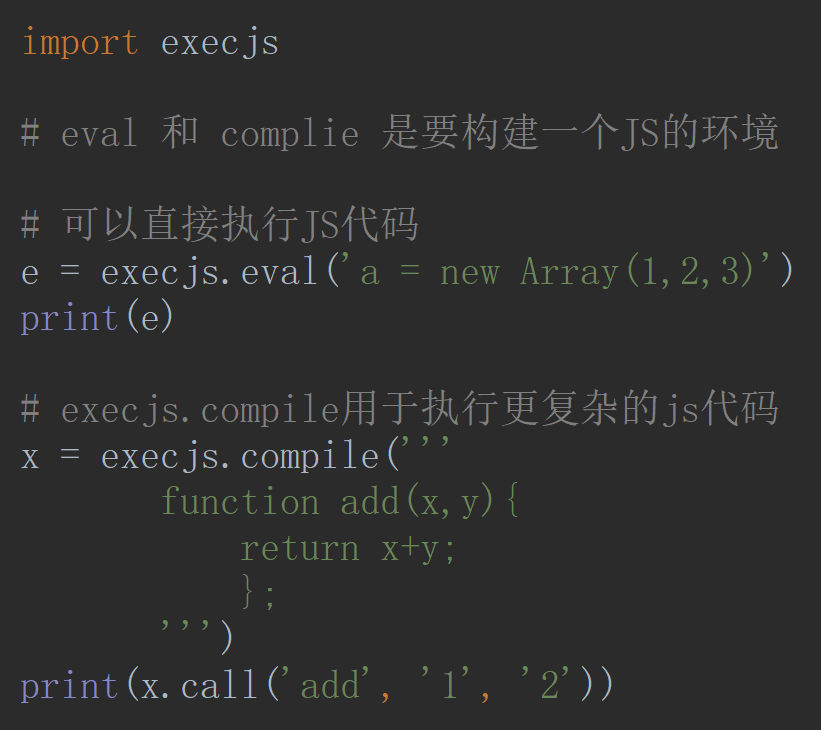 import execjs
# eval 和 complie 是要构建一个JS的环境
# 可以直接执行JS代码
e = execjs.eval('a = new Array(1,2,3)')
print(e)
# execjs.compile用于执行更复杂的js代码
x = execjs.compile('''
function add(x,y){
return x+y;
};
''')
print(x.call('add', '1', '2'))